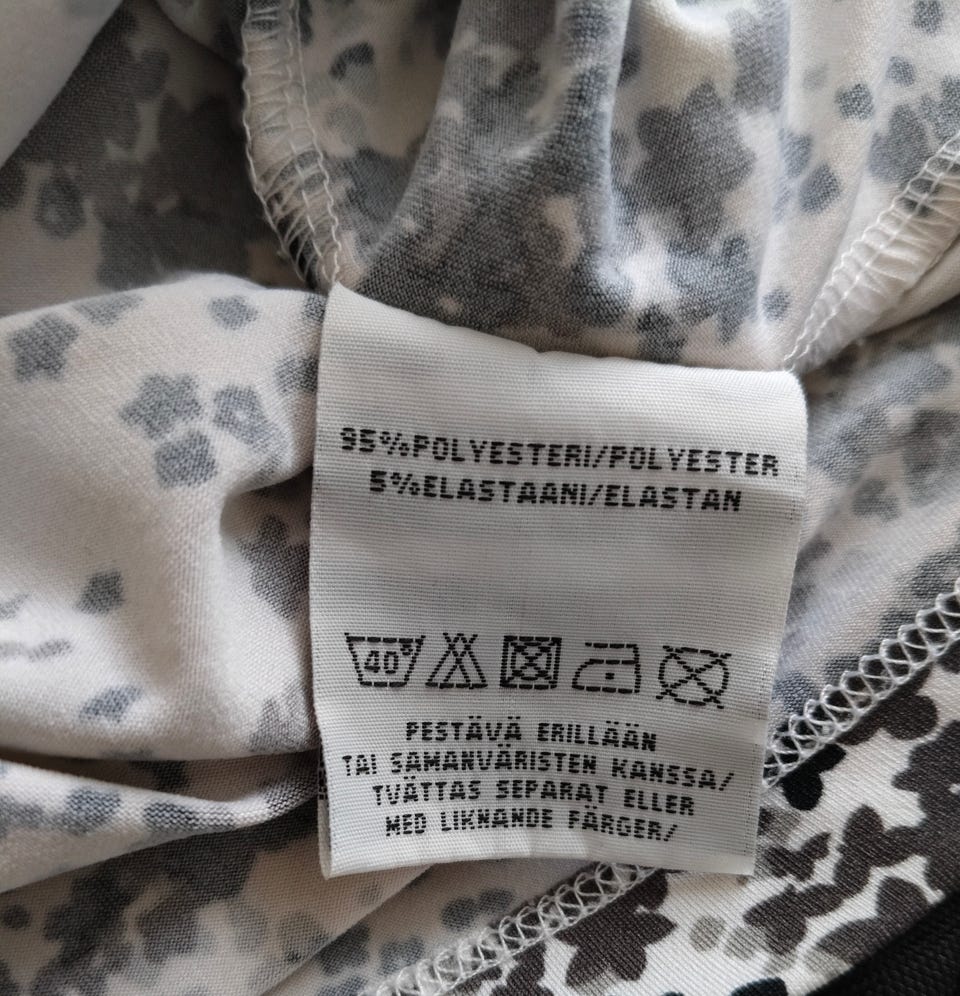 95%POLYESTERI/POLYESTER
5%ELASTAANI/ELASTAN
40°
PESTÄVÄ ERILLÄÄN
TAI SAMANVÄRISTEN KANSSA/
TVÄTTAS SEPARAT ELLER
MED LIKNANDE FÄRGER/